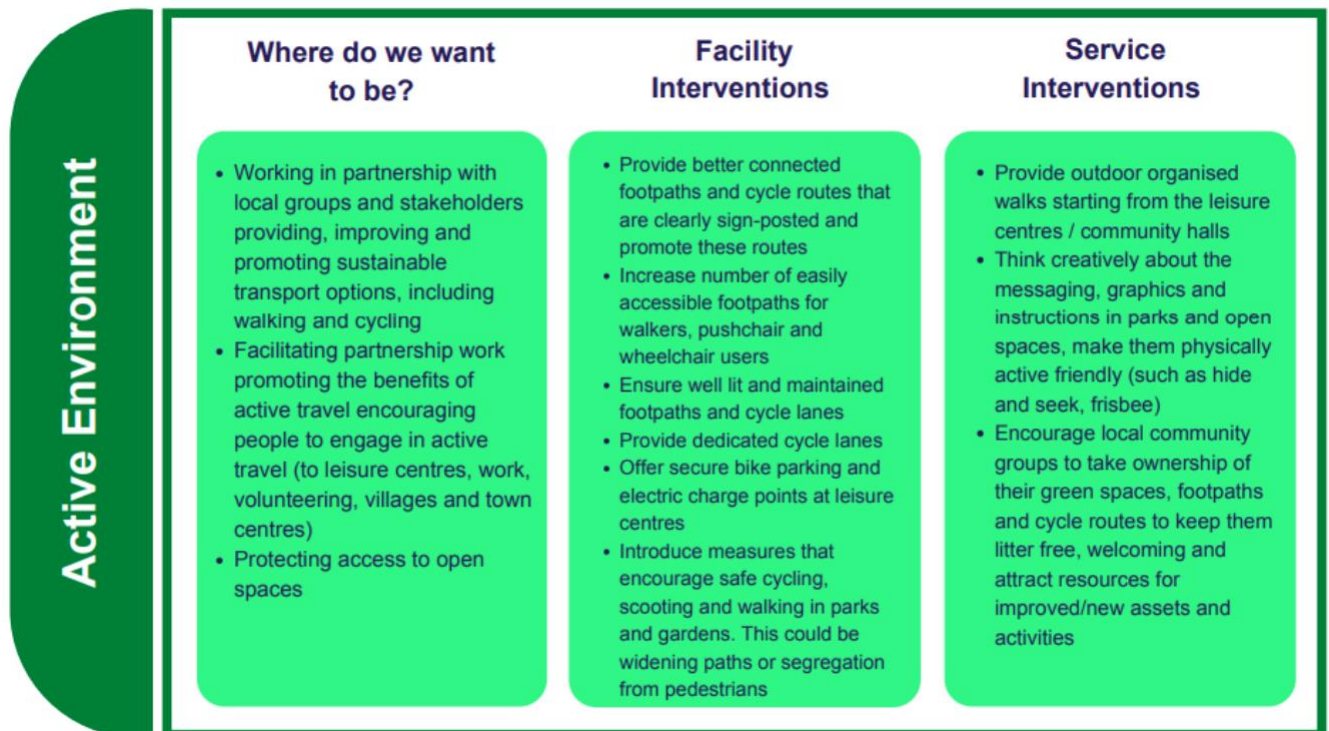 Active Environment
Where do we want
to be?
• Working in partnership with
local groups and stakeholders
providing, improving and
promoting sustainable
transport options, including
walking and cycling
• Facilitating partnership work
promoting the benefits of
active travel encouraging
people to engage in active
travel (to leisure centres, work,
volunteering, villages and town
centres)
• Protecting access to open
spaces
Facility
Interventions
• Provide better connected
footpaths and cycle routes that
are clearly sign-posted and
promote these routes
• Increase number of easily
accessible footpaths for
walkers, pushchair and
wheelchair users
• Ensure well lit and maintained
footpaths and cycle lanes
• Provide dedicated cycle lanes
• Offer secure bike parking and
electric charge points at leisure
centres
• Introduce measures that
encourage safe cycling,
scooting and walking in parks
and gardens. This could be
widening paths or segregation
from pedestrians
Service
Interventions
• Provide outdoor organised
walks starting from the leisure
centres / community halls
• Think creatively about the
messaging, graphics and
instructions in parks and open
spaces, make them physically
active friendly (such as hide
and seek, frisbee)
• Encourage local community
groups to take ownership of
their green spaces, footpaths
and cycle routes to keep them
litter free, welcoming and
attract resources for
improved/new assets and
activities